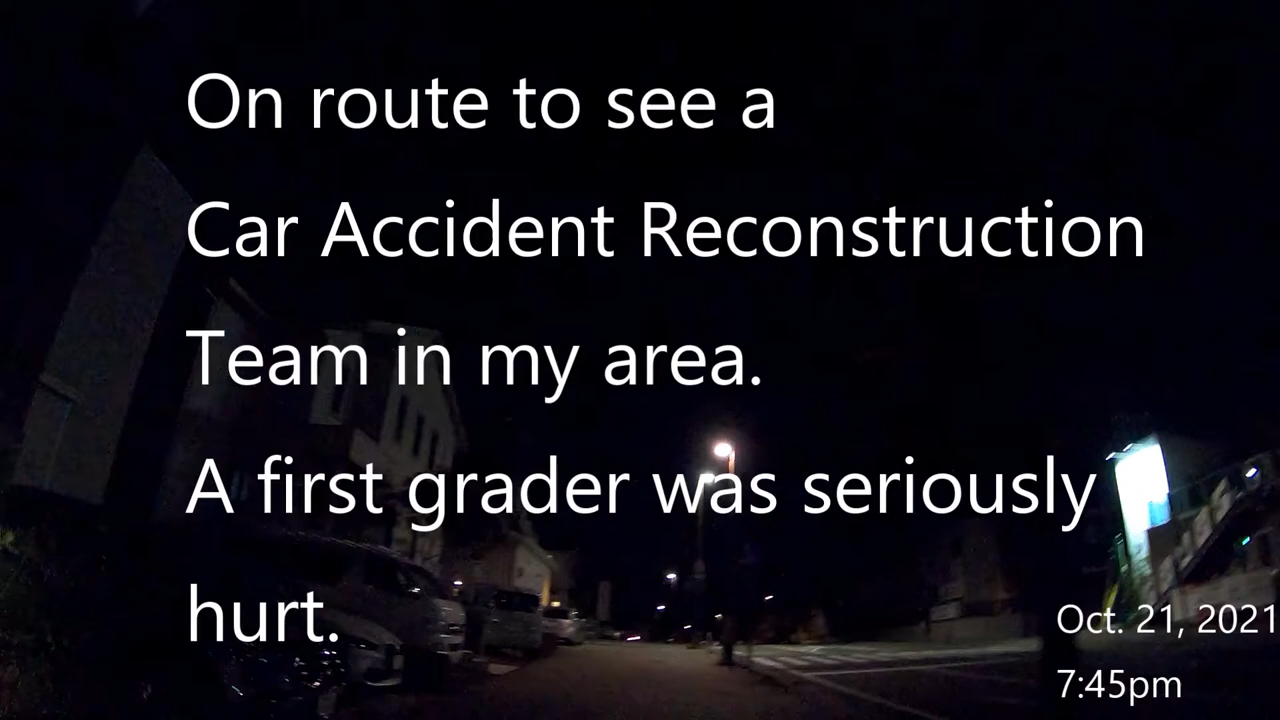 On route to see a
Car Accident Reconstruction
Team in my area.
A first grader was seriously
hurt.
Oct. 21, 2021
7:45pm